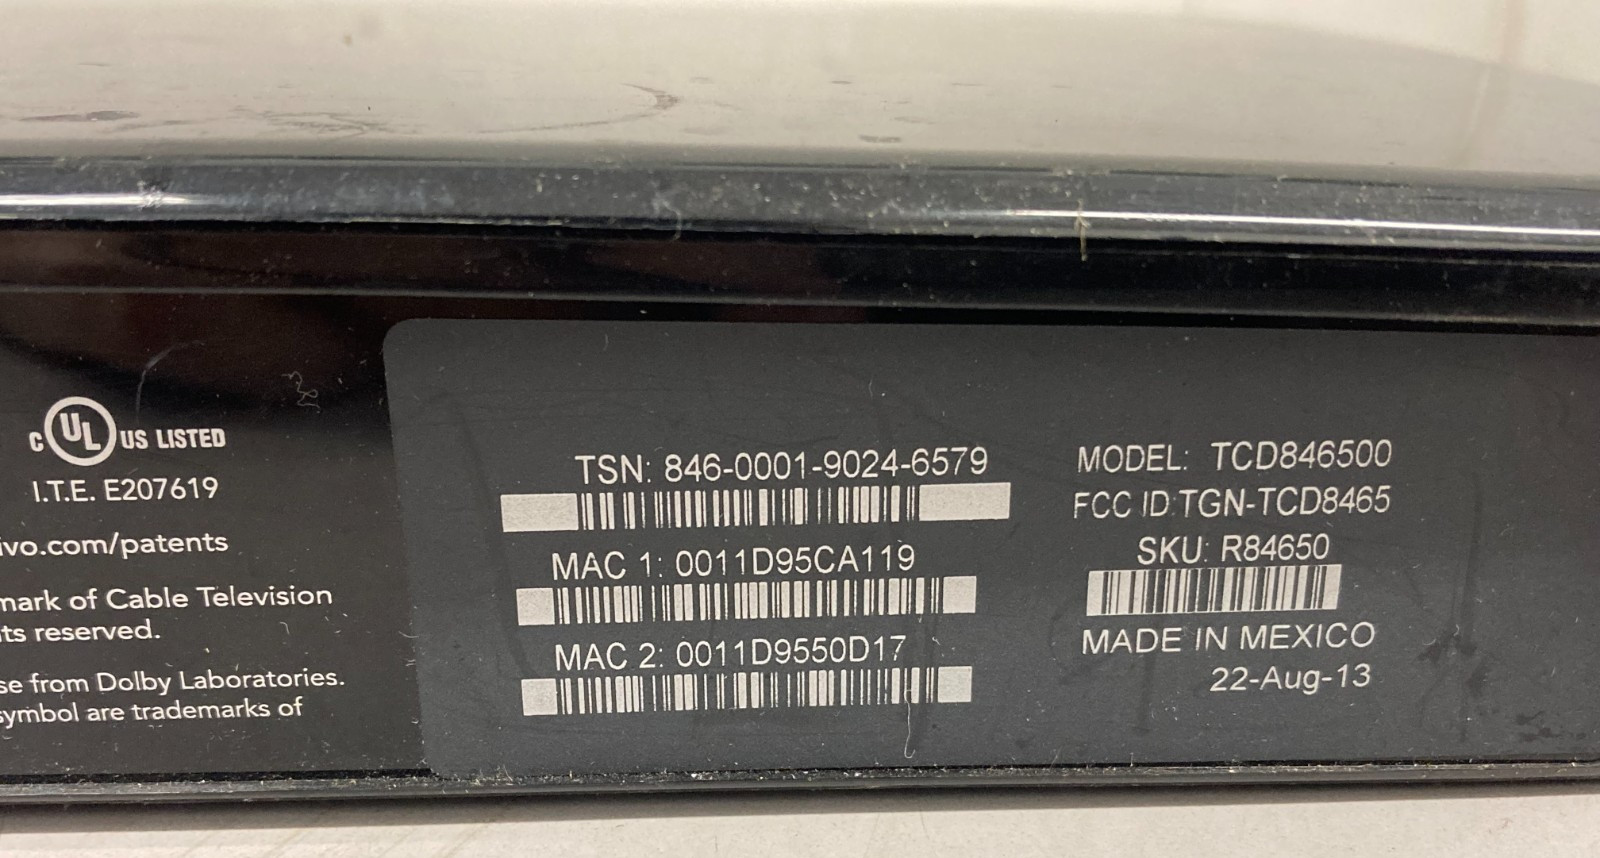 c UL US LISTED
I.T.E. E207619
ivo.com/patents
mark of Cable Television
ts reserved.
se from Dolby Laboratories.
symbol are trademarks of
TSN: 846-0001-9024-6579
MAC 1: 0011D95CA119
MAC 2: 0011D9550D17
MODEL: TCD846500
FCC ID:TGN-TCD8465
SKU: R84650
MADE IN MEXICO
22-Aug-13